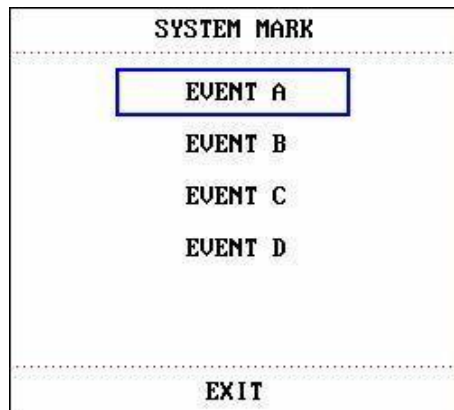 SYSTEM MARK
EVENT A
EVENT B
EVENT C
EVENT D
EXIT